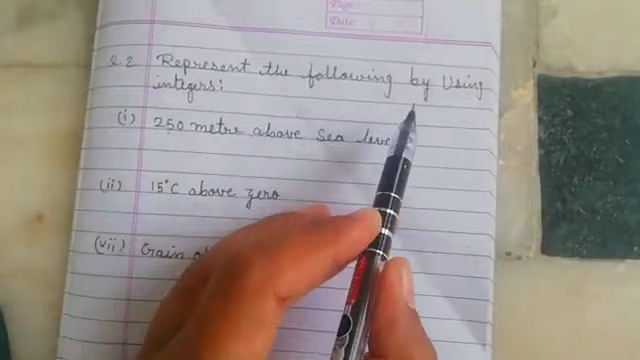 Page:
Date:
Q.2 Represent the following by Using
integers:
(i) 250 metre above Sea leve
(ii) 15°C above zero
(vii) Gain